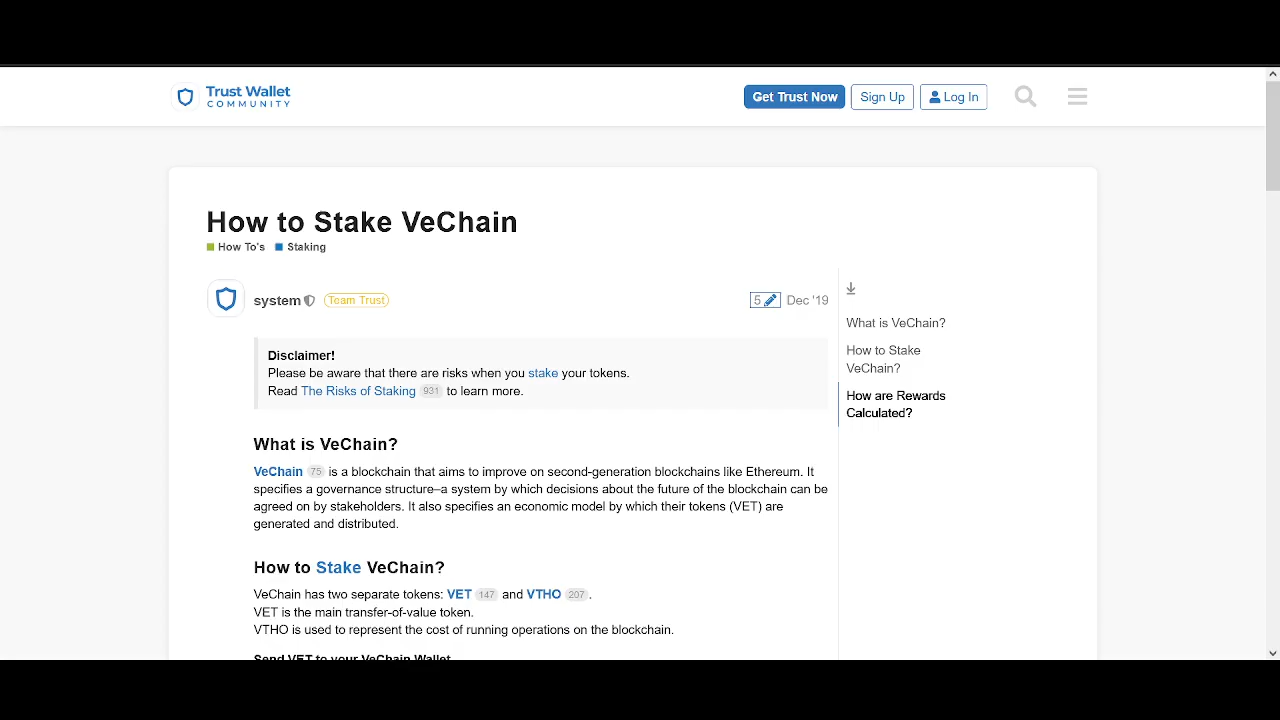 Trust Wallet
COMMUNITY
Get Trust Now
Sign Up
Log In
How to Stake VeChain
How To's
Staking
system
Team Trust
5
Dec '19
Disclaimer!
Please be aware that there are risks when you stake your tokens.
Read The Risks of Staking 931 to learn more.
What is VeChain?
VeChain 75 is a blockchain that aims to improve on second-generation blockchains like Ethereum. It
specifies a governance structure–a system by which decisions about the future of the blockchain can be
agreed on by stakeholders. It also specifies an economic model by which their tokens (VET) are
generated and distributed.
How to Stake VeChain?
VeChain has two separate tokens: VET 147 and VTHO 207.
VET is the main transfer-of-value token.
VTHO is used to represent the cost of running operations on the blockchain.
Send VET to your VeChain Wallet
What is VeChain?
How to Stake
VeChain?
How are Rewards
Calculated?